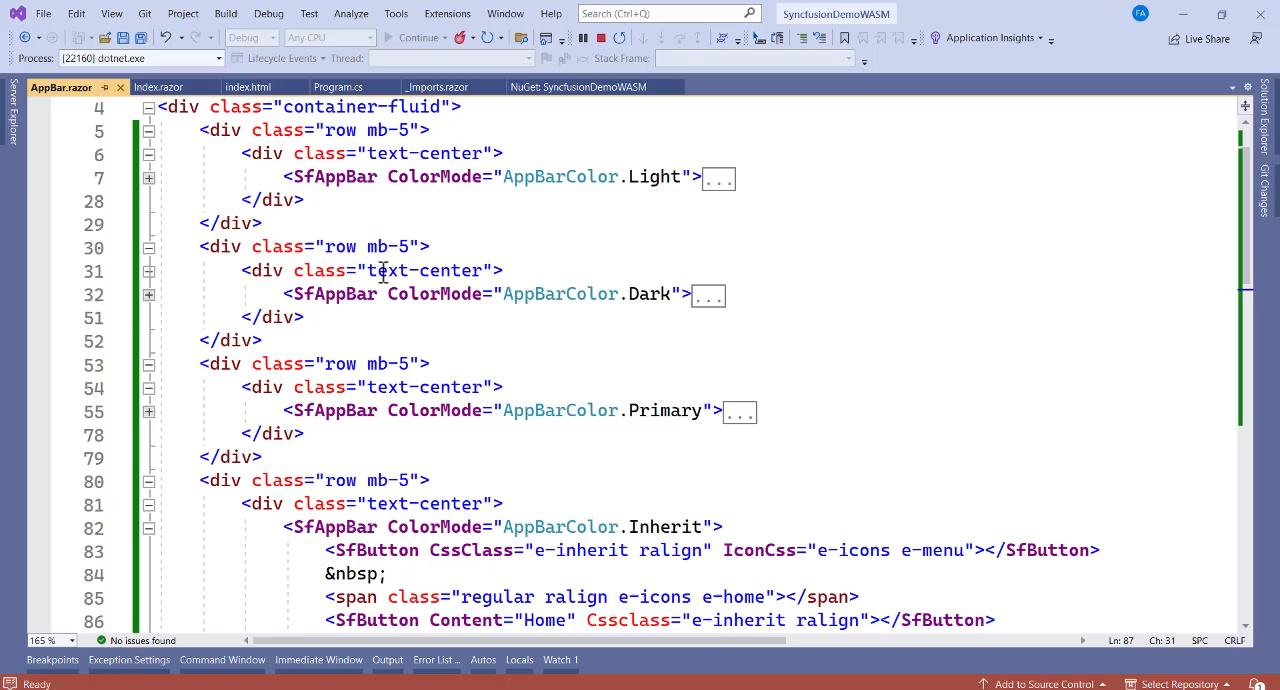 File Edit View Git Project Build Debug Test Analyze Tools Extensions Window Help Search (Ctrl+Q) SyncfusionDemoWASM FA
Debug Any CPU Continue Application Insights Live Share
Process: [22160] dotnet.exe Lifecycle Events Thread: Stack Frame:
AppBar.razor Index.razor index.html Program.cs _Imports.razor NuGet: SyncfusionDemoWASM
Server Explorer
Solution Explorer
Git Changes
4 <div class="container-fluid">
5 <div class="row mb-5">
6 <div class="text-center">
7 <SfAppBar ColorMode="AppBarColor.Light">...
28 </div>
29 </div>
30 <div class="row mb-5">
31 <div class="text-center">
32 <SfAppBar ColorMode="AppBarColor.Dark">...
51 </div>
52 </div>
53 <div class="row mb-5">
54 <div class="text-center">
55 <SfAppBar ColorMode="AppBarColor.Primary">...
78 </div>
79 </div>
80 <div class="row mb-5">
81 <div class="text-center">
82 <SfAppBar ColorMode="AppBarColor.Inherit">
83 <SfButton CssClass="e-inherit ralign" IconCss="e-icons e-menu"></SfButton>
84 &nbsp;
85 <span class="regular ralign e-icons e-home"></span>
86 <SfButton Content="Home" Cssclass="e-inherit ralign"></SfButton>
165 % No issues found Ln: 87 Ch: 31 SPC CRLF
Breakpoints Exception Settings Command Window Immediate Window Output Error List ... Autos Locals Watch 1
Ready Add to Source Control Select Repository 1